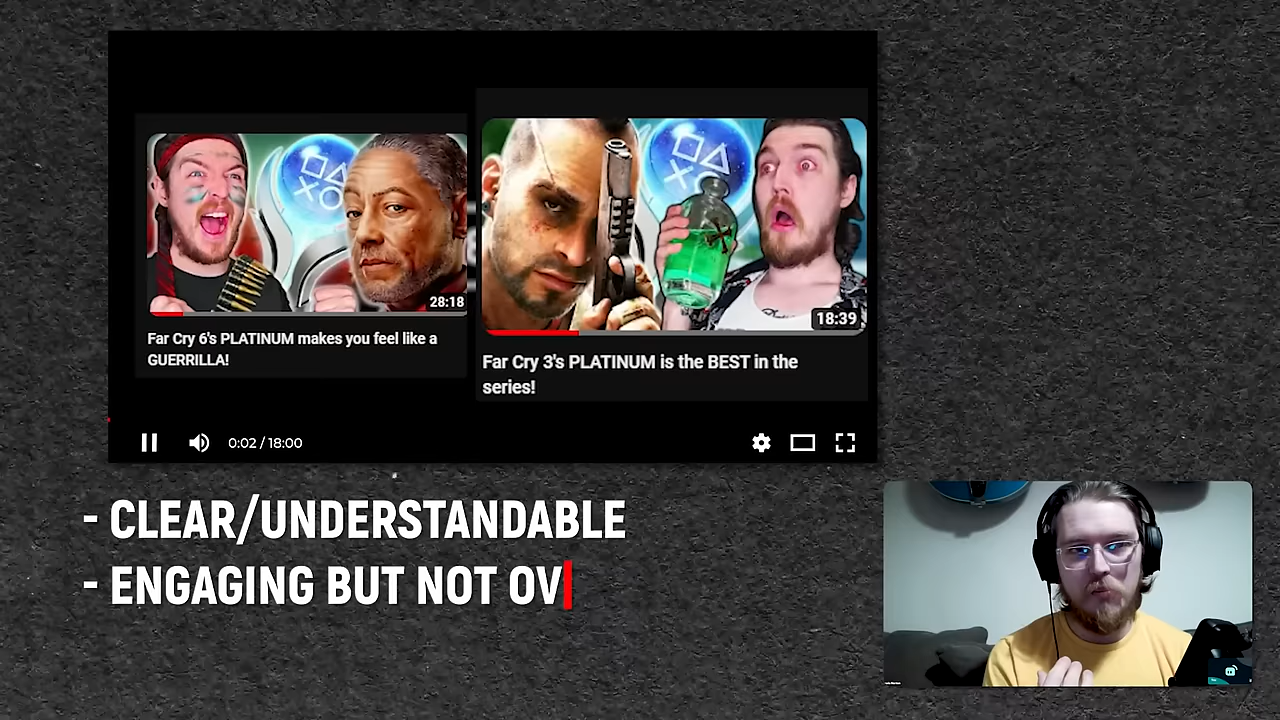 28:18
Far Cry 6's PLATINUM makes you feel like a
GUERRILLA!
18:39
Far Cry 3's PLATINUM is the BEST in the
series!
0:02 / 18:00
- CLEAR/UNDERSTANDABLE
- ENGAGING BUT NOT OV